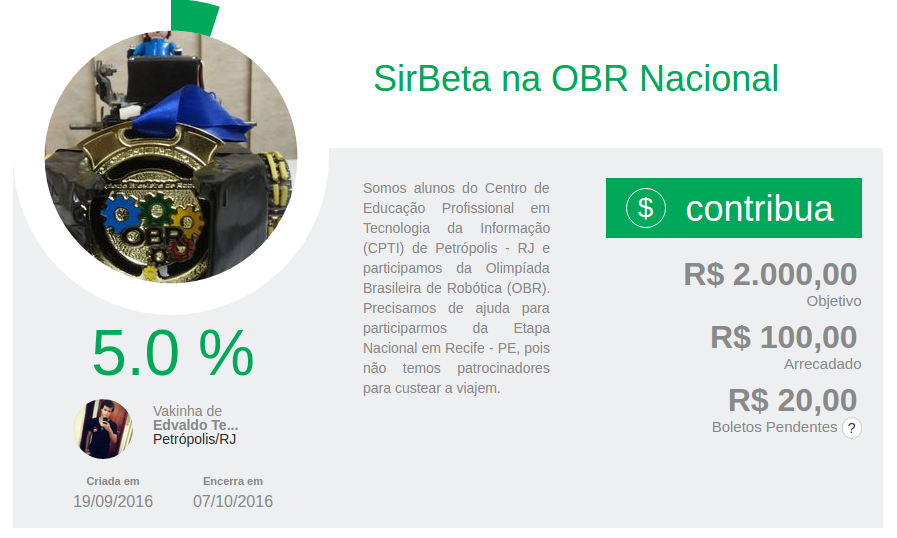 SirBeta na OBR Nacional
OBR
5.0 %
Vakinha de
Edvaldo Te...
Petrópolis/RJ
Criada em
19/09/2016
Encerra em
07/10/2016
Somos alunos do Centro de
Educação Profissional em
Tecnologia da Informação
(CPTI) de Petrópolis - RJ e
participamos da Olimpíada
Brasileira de Robótica (OBR).
Precisamos de ajuda para
participarmos da Etapa
Nacional em Recife - PE, pois
não temos patrocinadores
para custear a viajem.
$ contribua
R$ 2.000,00
Objetivo
R$ 100,00
Arrecadado
R$ 20,00
Boletos Pendentes ?